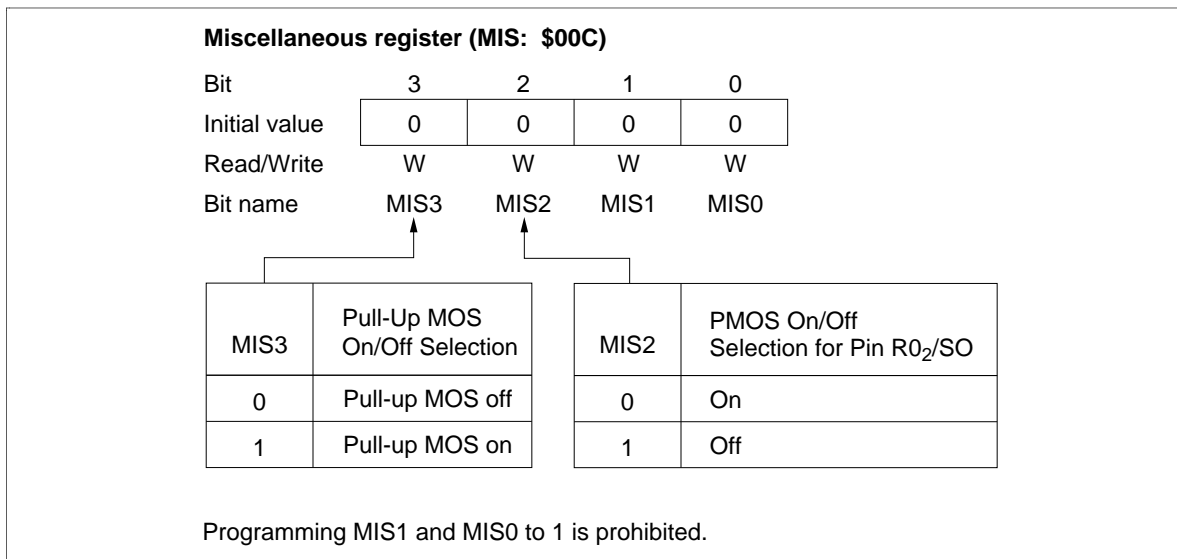 Miscellaneous register (MIS: $00C)
Bit 3 2 1 0
Initial value 0 0 0 0
Read/Write W W W W
Bit name MIS3 MIS2 MIS1 MIS0
MIS3 Pull-Up MOS
On/Off Selection
0 Pull-up MOS off
1 Pull-up MOS on
MIS2 PMOS On/Off
Selection for Pin R0₂/SO
0 On
1 Off
Programming MIS1 and MIS0 to 1 is prohibited.